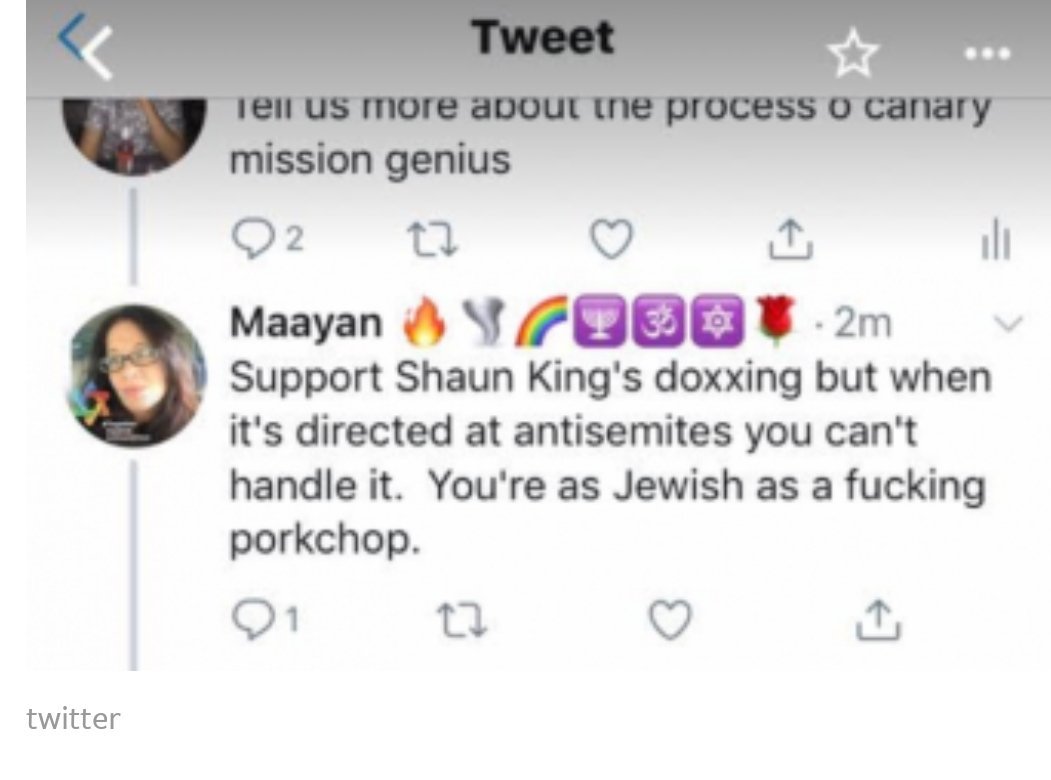 Tweet
Tell us more about the process o canary
mission genius
2
Maayan 🔥🌪️🌈🕎🕉️🔯🌹 · 2m
Support Shaun King's doxxing but when
it's directed at antisemites you can't
handle it. You're as Jewish as a fucking
porkchop.
1
twitter